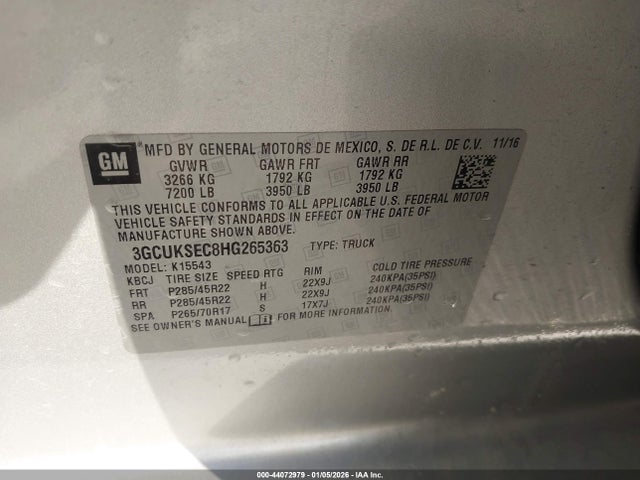 GM
MFD BY GENERAL MOTORS DE MEXICO, S. DE R.L. DE C.V. 11/16
GVWR GAWR FRT GAWR RR
3266 KG 1792 KG 1792 KG
7200 LB 3950 LB 3950 LB
THIS VEHICLE CONFORMS TO ALL APPLICABLE U.S. FEDERAL MOTOR
VEHICLE SAFETY STANDARDS IN EFFECT ON THE DATE OF
MANUFACTURE SHOWN ABOVE.
3GCUKSEC8HG265363 TYPE: TRUCK
MODEL: K15543
KBCJ TIRE SIZE SPEED RTG RIM COLD TIRE PRESSURE
FRT P285/45R22 H 22X9J 240KPA(35PSI)
RR P285/45R22 H 22X9J 240KPA(35PSI)
SPA P265/70R17 S 17X7J 240KPA(35PSI)
SEE OWNER'S MANUAL FOR MORE INFORMATION.
000-44072979 - 01/05/2026 - IAA Inc.